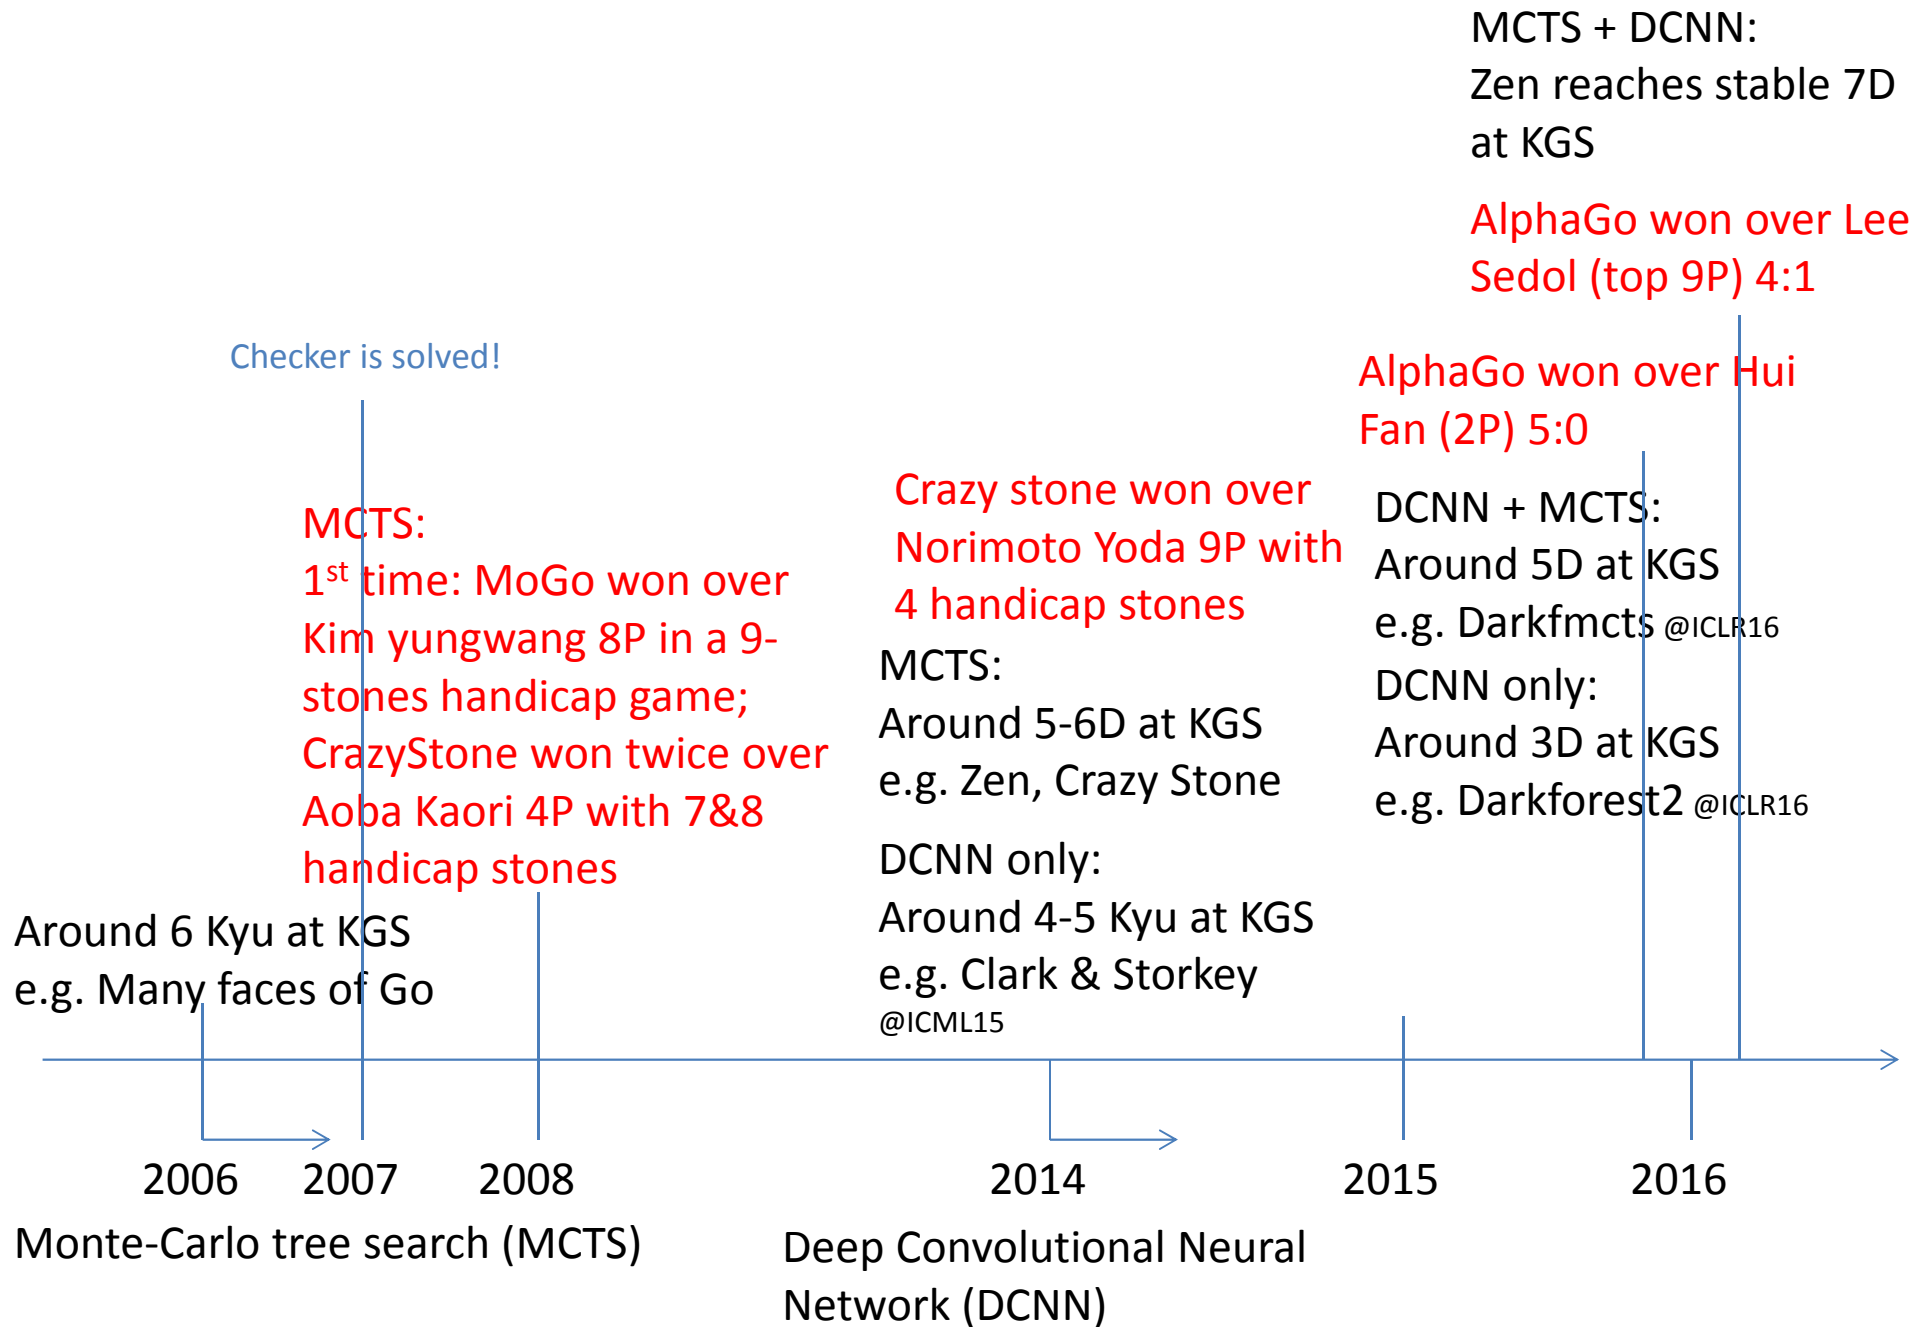 MCTS + DCNN:
Zen reaches stable 7D
at KGS
AlphaGo won over Lee
Sedol (top 9P) 4:1
Checker is solved!
AlphaGo won over Hui
Fan (2P) 5:0
MCTS:
1st time: MoGo won over
Kim yungwang 8P in a 9-
stones handicap game;
CrazyStone won twice over
Aoba Kaori 4P with 7&8
handicap stones
Crazy stone won over
Norimoto Yoda 9P with
4 handicap stones
MCTS:
Around 5-6D at KGS
e.g. Zen, Crazy Stone
DCNN only:
Around 4-5 Kyu at KGS
e.g. Clark & Storkey
@ICML15
DCNN + MCTS:
Around 5D at KGS
e.g. Darkfmcts @ICLR16
DCNN only:
Around 3D at KGS
e.g. Darkforest2 @ICLR16
Around 6 Kyu at KGS
e.g. Many faces of Go
2006 2007 2008 2014 2015 2016
Monte-Carlo tree search (MCTS)
Deep Convolutional Neural
Network (DCNN)